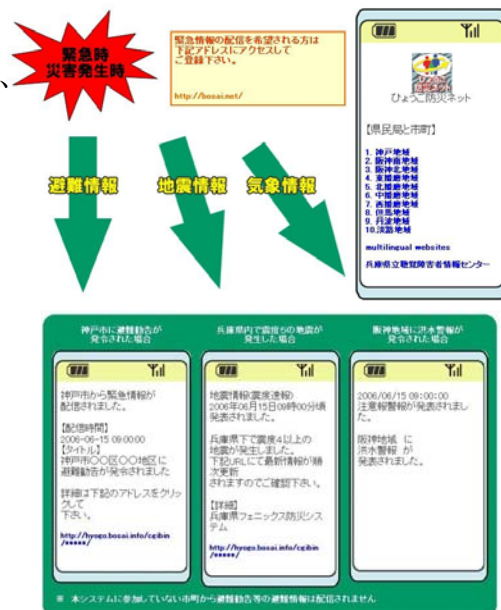 、
緊急時
災害発生時
緊急情報の配信を希望される方は
下記アドレスにアクセスして
ご登録下さい。
http://bosai.net/
避難情報
地震情報
気象情報
ひょうご防災ネット
【県民局と市町】
1. 神戸地域
2. 阪神南地域
3. 阪神北地域
4. 東播磨地域
5. 北播磨地域
6. 中播磨地域
7. 西播磨地域
8. 但馬地域
9. 丹波地域
10.淡路地域
multilingual websites
兵庫県立聴覚障害者情報センター
神戸市に避難勧告が
発令された場合
神戸市から緊急情報が
配信されました。
【配信時間】
2006-06-15 09:00:00
【タイトル】
神戸市〇〇区〇〇地区に
避難勧告が発令されました
詳細は下記のアドレスをクリッ
クして
下さい。
http://hyogo.bosai.info/cgibin
/*****/
兵庫県内で震度5の地震が
発生した場合
地震情報(震度速報)
2006年06月15日09時00分頃
発表されました。
兵庫県下で震度4以上の
地震が発生しました。
下記URLにて最新情報が順
次更新
されますのでご確認下さい。
【詳細】
兵庫県フェニックス防災シス
テム
http://hyogo.bosai.info/cgibin
/*****/
阪神地域に洪水警報が
発令された場合
2006/06/15 09:00:00
注意報警報が発表されまし
た。
阪神地域 に
洪水警報 が
発表されました。
※ 本システムに参加していない市町から避難勧告等の避難情報は配信されません